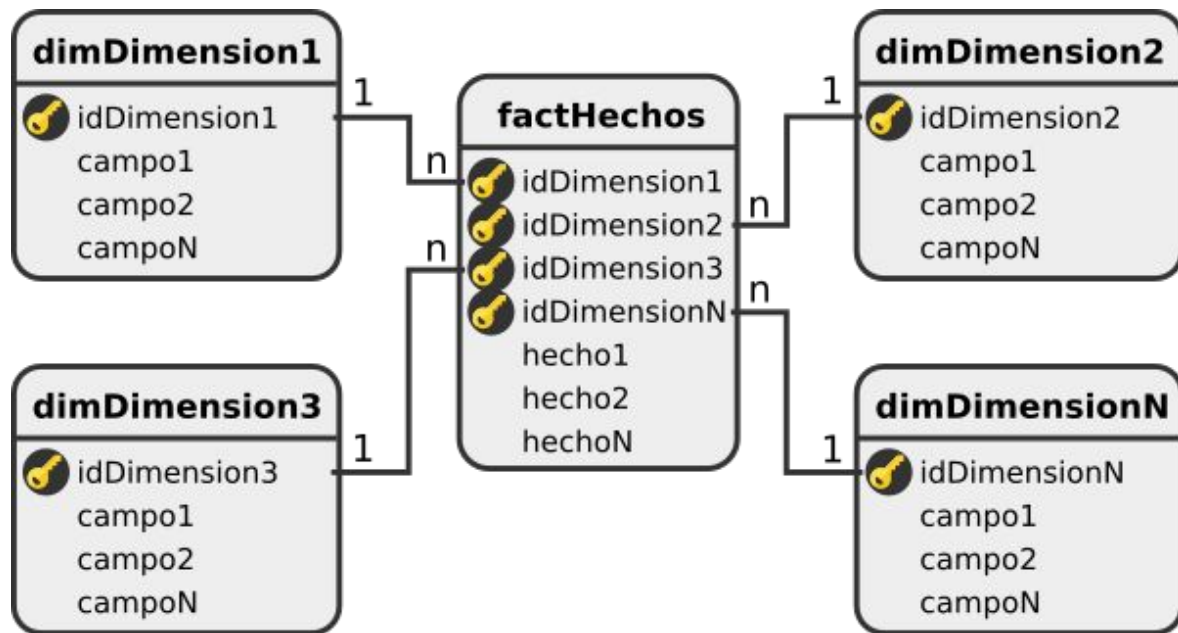 dimDimension1
idDimension1
campo1
campo2
campoN
1
n
factHechos
idDimension1
idDimension2
idDimension3
idDimensionN
hecho1
hecho2
hechoN
dimDimension2
idDimension2
campo1
campo2
campoN
1
n
dimDimension3
idDimension3
campo1
campo2
campoN
1
n
dimDimensionN
idDimensionN
campo1
campo2
campoN
1
n